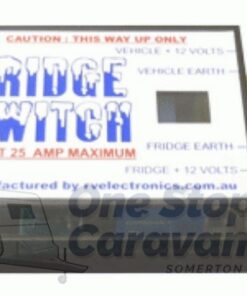 CAUTION : THIS WAY UP ONLY
VEHICLE + 12 VOLTS
RIDGE
VEHICLE EARTH
WITCH
T 25 AMP MAXIMUM
FRIDGE EARTH
FRIDGE + 12 VOLTS
nufactured by rvelectronics.com.au
One Stop
Caravan
SOMERTON